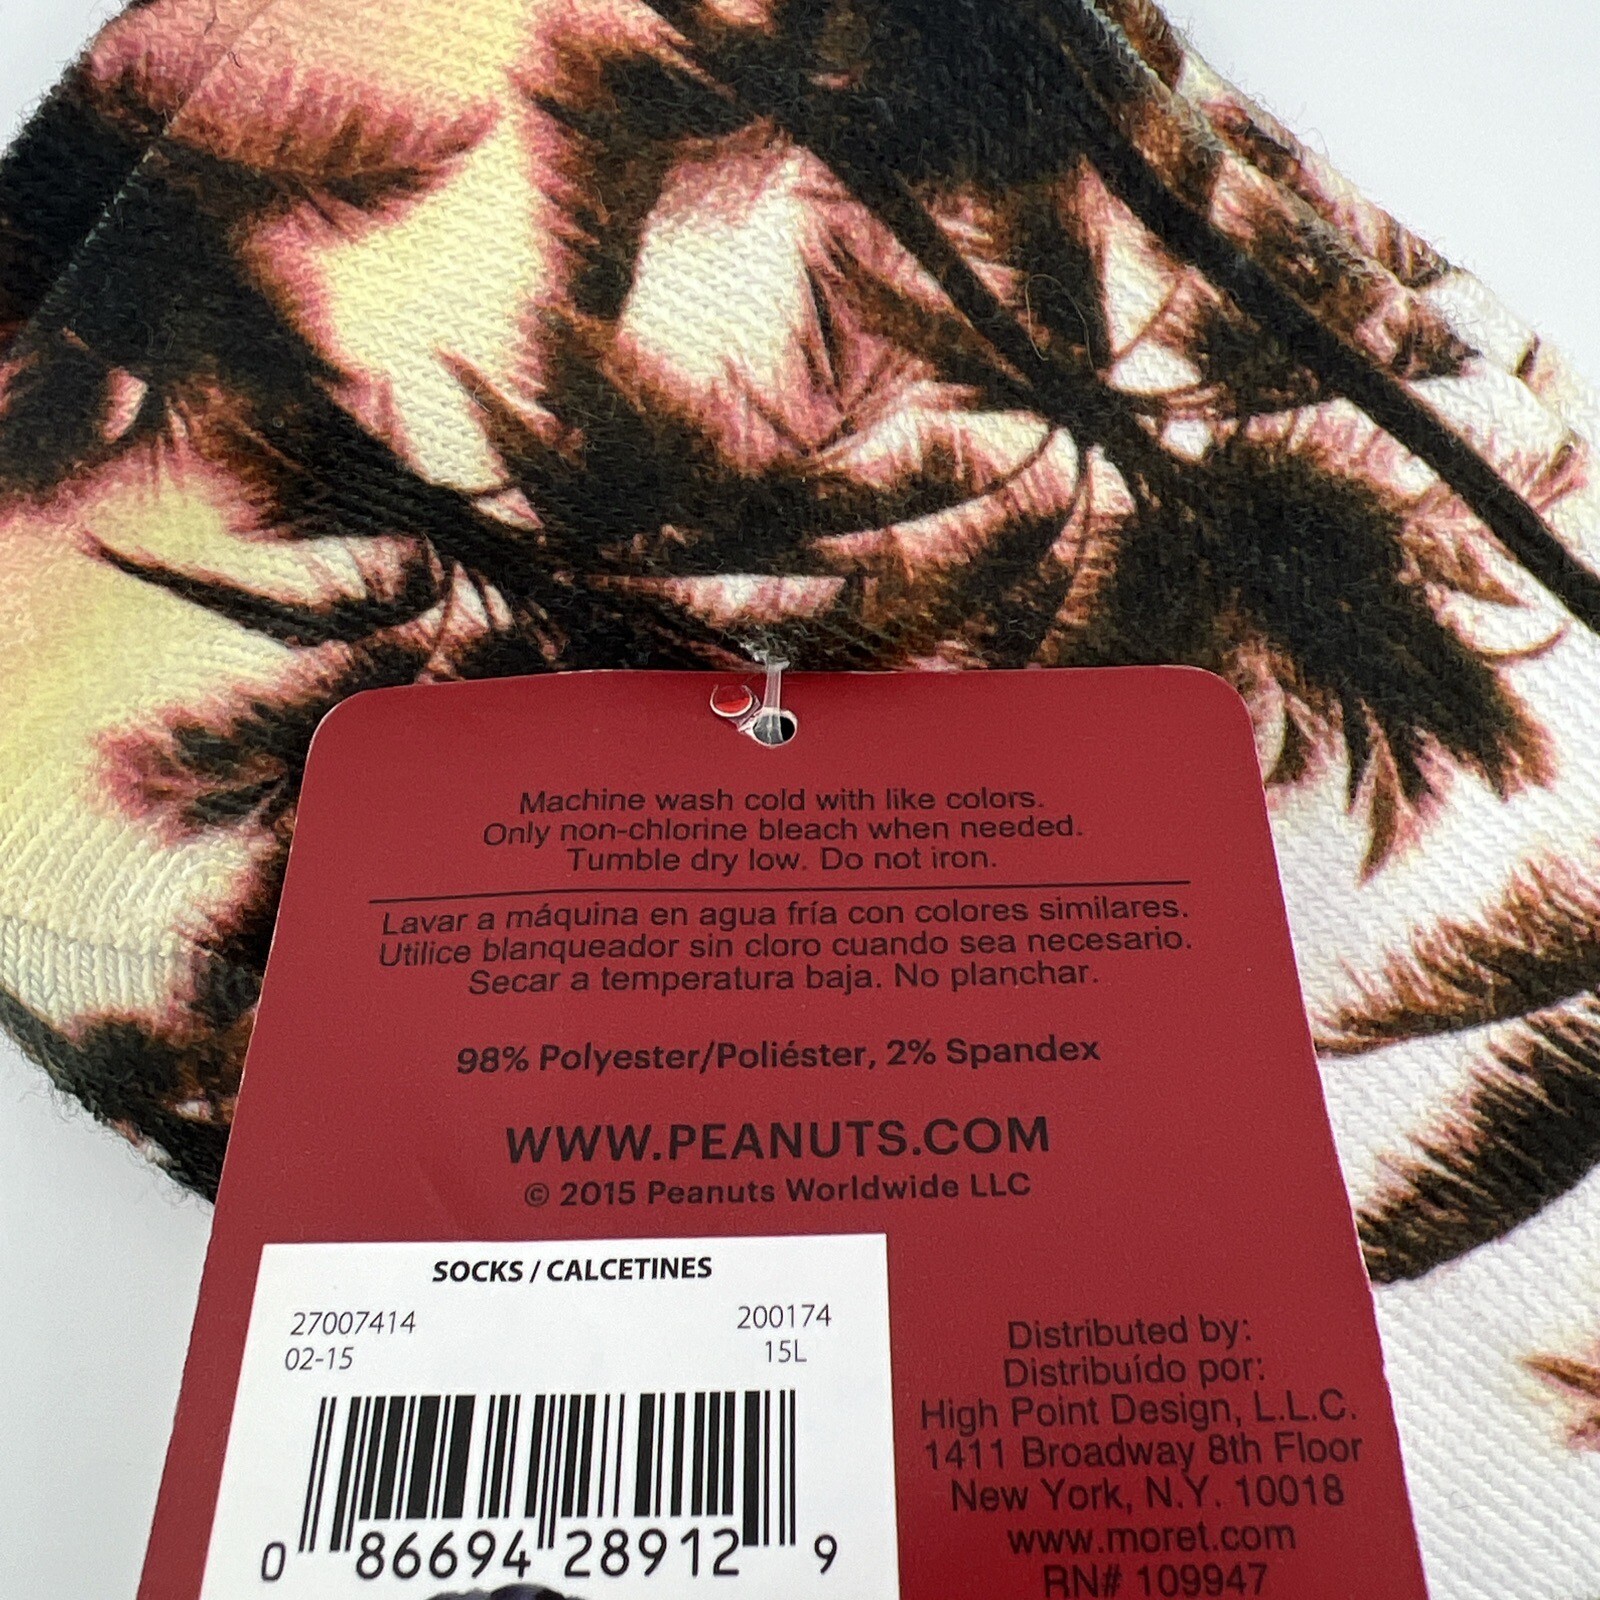 Machine wash cold with like colors.
Only non-chlorine bleach when needed.
Tumble dry low. Do not iron.
Lavar a máquina en agua fría con colores similares.
Utilice blanqueador sin cloro cuando sea necesario.
Secar a temperatura baja. No planchar.
98% Polyester/Poliéster, 2% Spandex
WWW.PEANUTS.COM
© 2015 Peanuts Worldwide LLC
SOCKS / CALCETINES
27007414 200174
02-15 15L
0 86694 28912 9
Distributed by:
Distribuído por:
High Point Design, L.L.C.
1411 Broadway 8th Floor
New York, N.Y. 10018
www.moret.com
RN# 109947